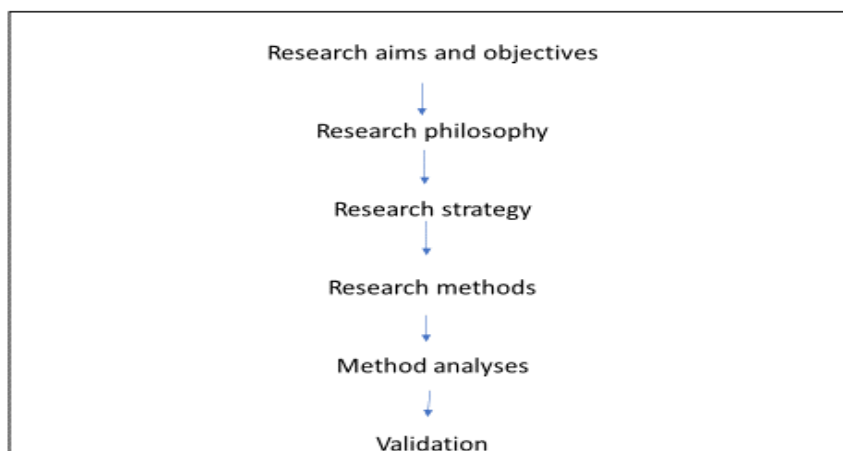 Research aims and objectives
Research philosophy
Research strategy
Research methods
Method analyses
Validation